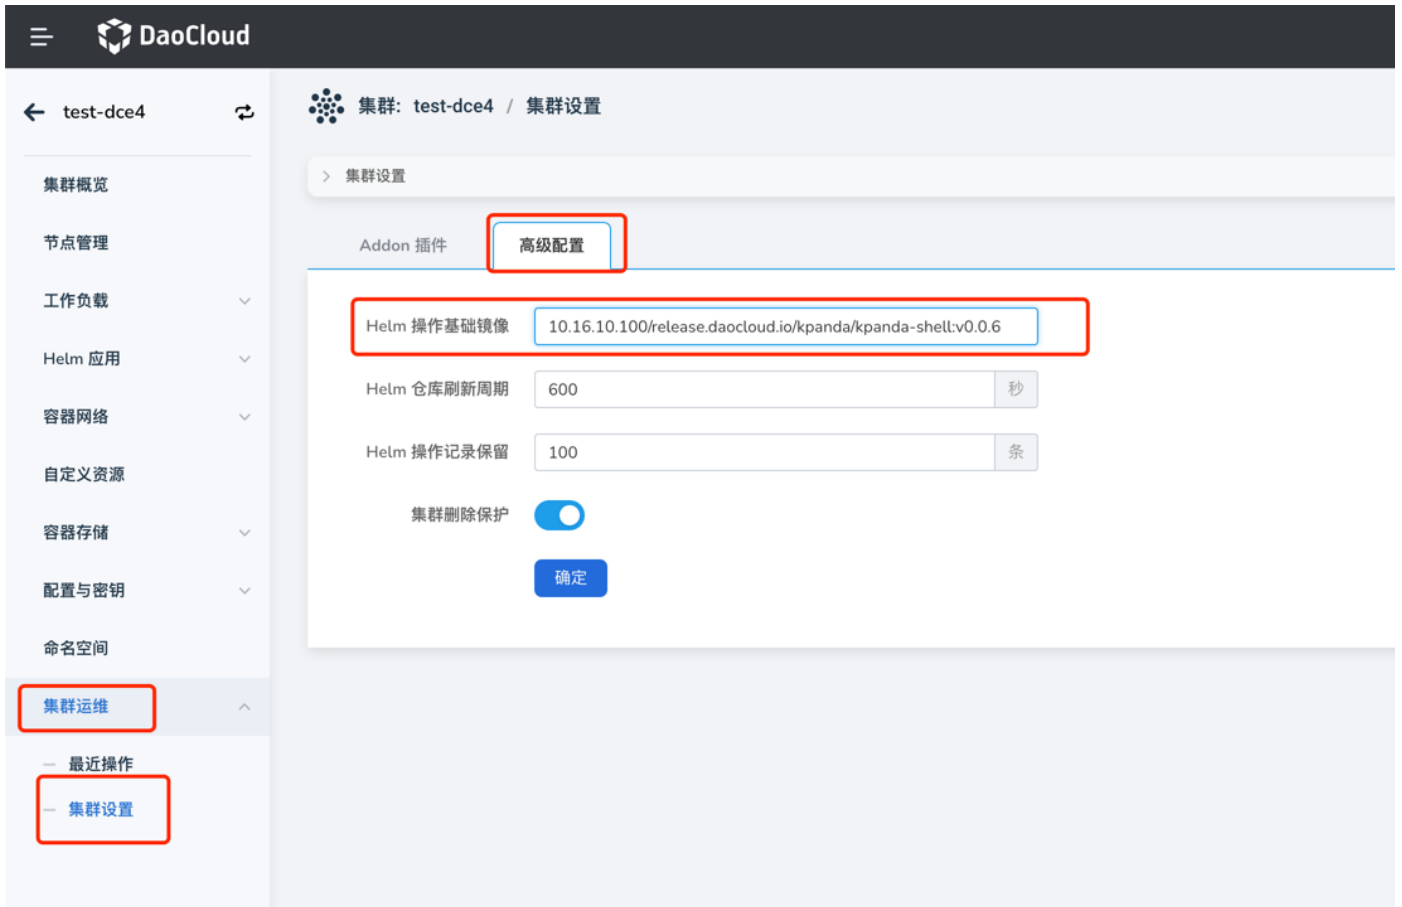 DaoCloud
test-dce4
集群概览
节点管理
工作负载
Helm 应用
容器网络
自定义资源
容器存储
配置与密钥
命名空间
集群运维
最近操作
集群设置
集群: test-dce4 / 集群设置
集群设置
Addon 插件
高级配置
Helm 操作基础镜像 10.16.10.100/release.daocloud.io/kpanda/kpanda-shell:v0.0.6
Helm 仓库刷新周期 600 秒
Helm 操作记录保留 100 条
集群删除保护
确定